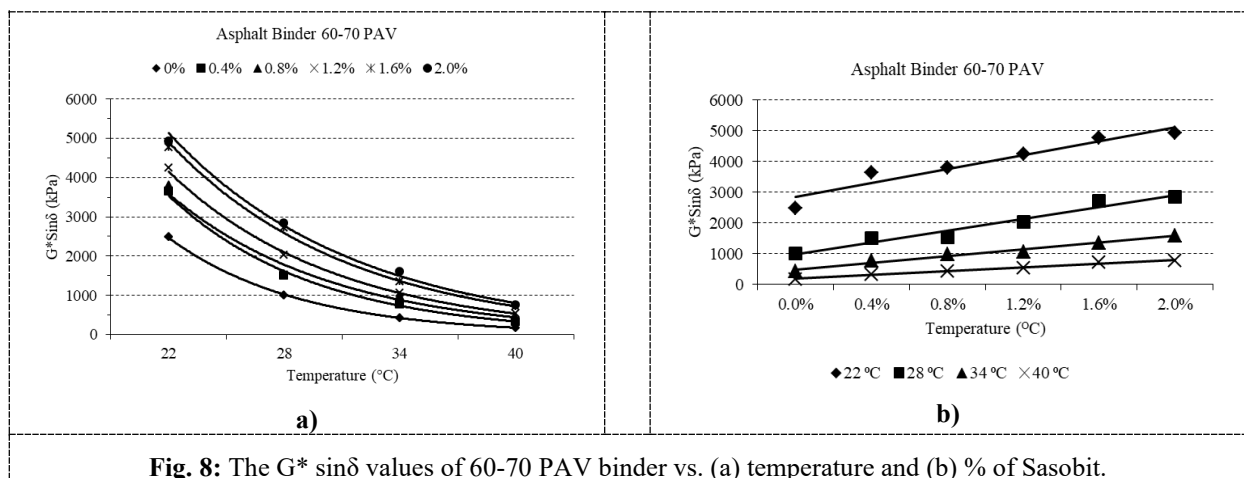 Asphalt Binder 60-70 PAV
◆0% ■0.4% ▲0.8% ×1.2% ж1.6% ●2.0%
6000
5000
4000
3000
2000
1000
0
G*Sinδ (kPa)
22 28 34 40
Temperature (°C)
a)
Asphalt Binder 60-70 PAV
6000
5000
4000
3000
2000
1000
0
G*Sinδ (kPa)
0.0% 0.4% 0.8% 1.2% 1.6% 2.0%
Temperature (ºC)
◆22 ºC ■28 ºC ▲34 ºC ×40 ºC
b)
Fig. 8: The G* sinδ values of 60-70 PAV binder vs. (a) temperature and (b) % of Sasobit.